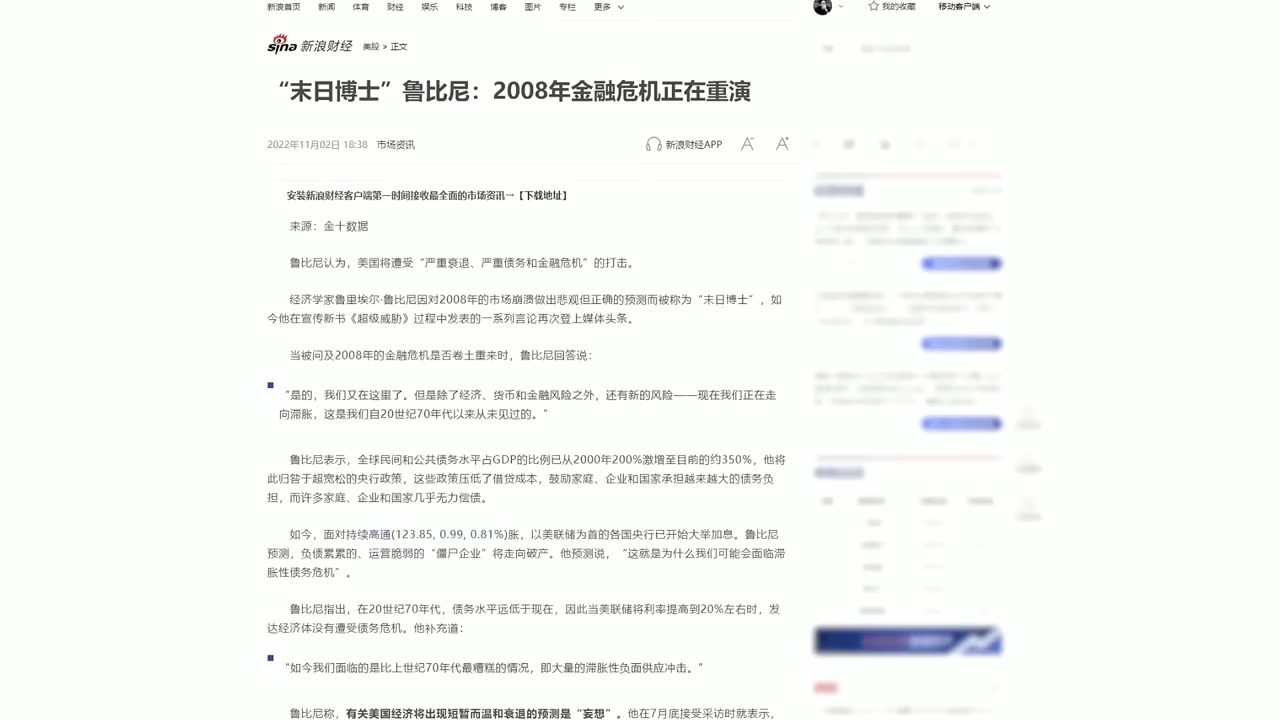 新浪首页 新闻 体育 财经 娱乐 科技 博客 图片 专栏 更多 我的收藏 移动客户端
sina 新浪财经 美股 > 正文
“末日博士”鲁比尼：2008年金融危机正在重演
2022年11月02日 18:38 市场资讯 新浪财经APP A- A+
安装新浪财经客户端第一时间接收最全面的市场资讯→【下载地址】
来源：金十数据
鲁比尼认为，美国将遭受“严重衰退、严重债务和金融危机”的打击。
经济学家鲁里埃尔·鲁比尼因对2008年的市场崩溃做出悲观但正确的预测而被称为“末日博士”，如
今他在宣传新书《超级威胁》过程中发表的一系列言论再次登上媒体头条。
当被问及2008年的金融危机是否卷土重来时，鲁比尼回答说：
“是的，我们又在这里了。但是除了经济、货币和金融风险之外，还有新的风险——现在我们正在走
向滞胀，这是我们自20世纪70年代以来从未见过的。”
鲁比尼表示，全球民间和公共债务水平占GDP的比例已从2000年200%激增至目前的约350%，他将
此归咎于超宽松的央行政策，这些政策压低了借贷成本，鼓励家庭、企业和国家承担越来越大的债务负
担，而许多家庭、企业和国家几乎无力偿债。
如今，面对持续高通(123.85, 0.99, 0.81%)胀，以美联储为首的各国央行已开始大举加息。鲁比尼
预测，负债累累的、运营脆弱的“僵尸企业”将走向破产。他预测说，“这就是为什么我们可能会面临滞
胀性债务危机”。
鲁比尼指出，在20世纪70年代，债务水平远低于现在，因此当美联储将利率提高到20%左右时，发
达经济体没有遭受债务危机。他补充道：
“如今我们面临的是比上世纪70年代最糟糕的情况，即大量的滞胀性负面供应冲击。”
鲁比尼称，有关美国经济将出现短暂而温和衰退的预测是“妄想”。他在7月底接受采访时就表示，